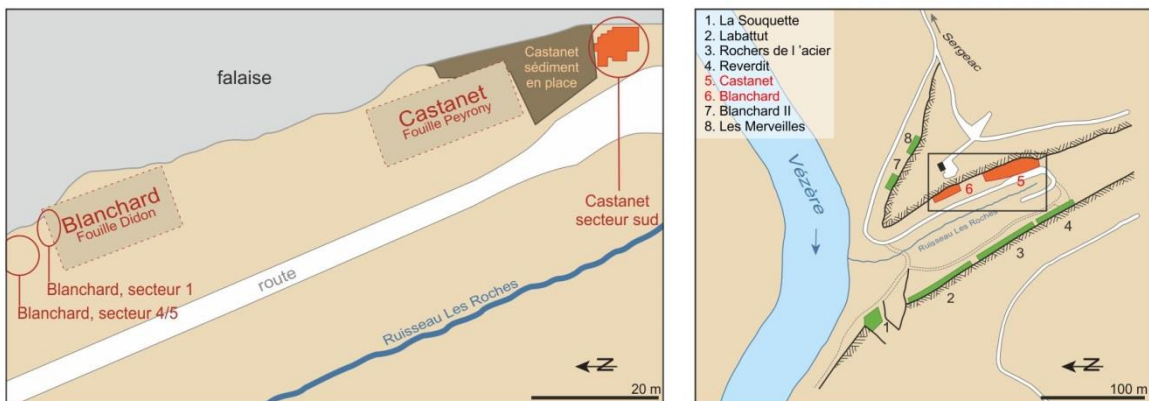 falaise
Castanet
sédiment
en place
Castanet
Fouille Peyrony
Blanchard
Fouille Didon
Castanet
secteur sud
Blanchard, secteur 1
Blanchard, secteur 4/5
route
Ruisseau Les Roches
N
20 m
1. La Souquette
2. Labattut
3. Rochers de l 'acier
4. Reverdit
5. Castanet
6. Blanchard
7. Blanchard II
8. Les Merveilles
Sergeac
Vézère
8
7
6
5
Ruisseau Les Roches
4
3
2
1
N
100 m